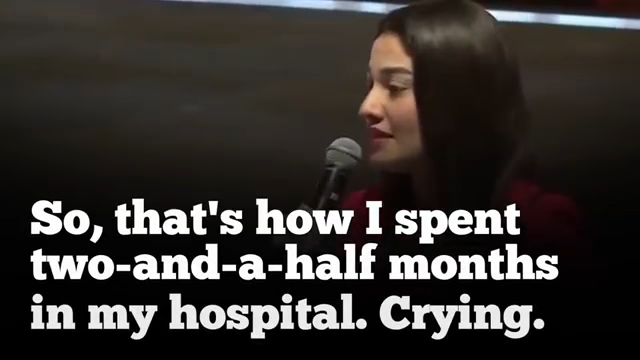 So, that's how I spent
two-and-a-half months
in my hospital. Crying.